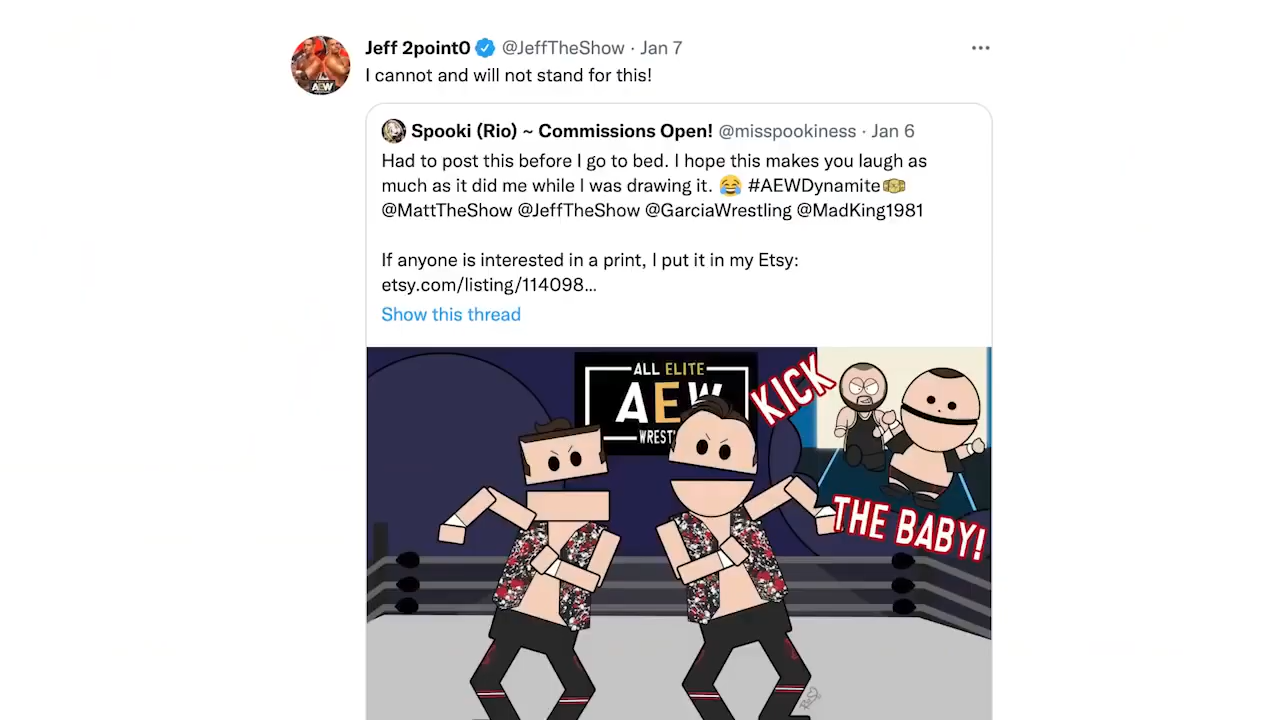 Jeff 2point0 @JeffTheShow · Jan 7
I cannot and will not stand for this!
AEW
Spooki (Rio) ~ Commissions Open! @misspookiness · Jan 6
Had to post this before I go to bed. I hope this makes you laugh as
much as it did me while I was drawing it. 😂 #AEWDynamite
@MattTheShow @JeffTheShow @GarciaWrestling @MadKing1981
If anyone is interested in a print, I put it in my Etsy:
etsy.com/listing/114098...
Show this thread
ALL ELITE
AEW
WREST
KICK
THE BABY!